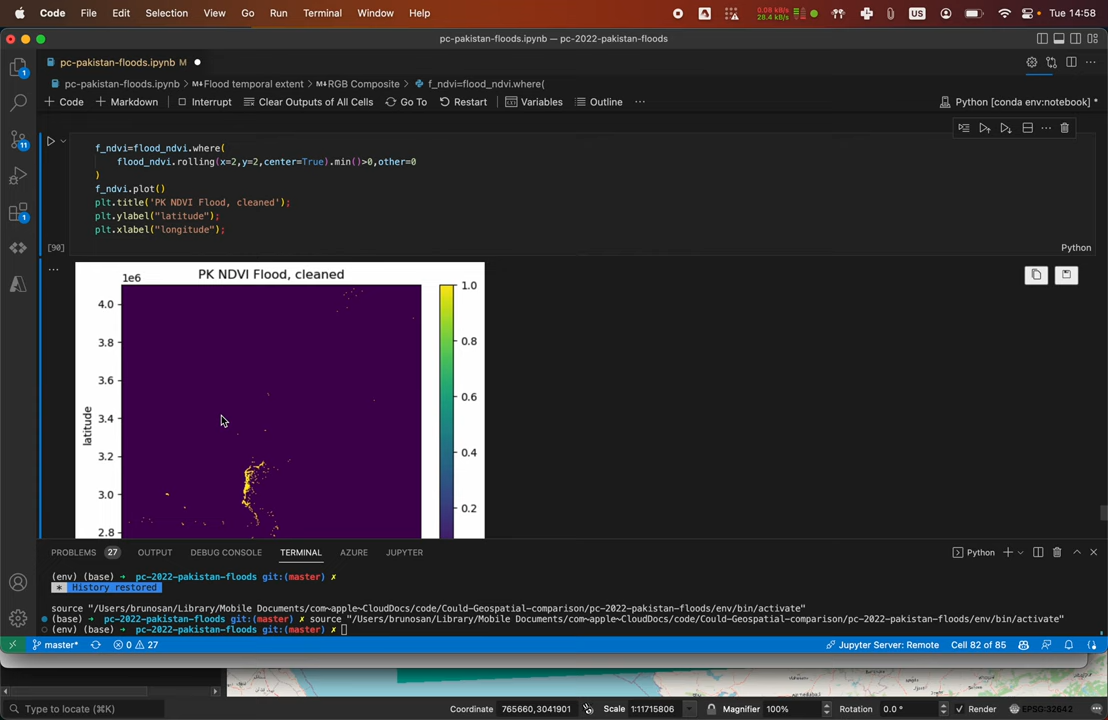 Code File Edit Selection View Go Run Terminal Window Help 0.08 kB/s 28.4 kB/s US Tue 14:58
pc-pakistan-floods.ipynb — pc-2022-pakistan-floods
pc-pakistan-floods.ipynb M
pc-pakistan-floods.ipynb > M↓Flood temporal extent > M↓RGB Composite > f_ndvi=flood_ndvi.where(
+ Code + Markdown Interrupt Clear Outputs of All Cells Go To Restart Variables Outline ... Python [conda env:notebook] *
f_ndvi=flood_ndvi.where(
flood_ndvi.rolling(x=2,y=2,center=True).min()>0,other=0
)
f_ndvi.plot()
plt.title('PK NDVI Flood, cleaned');
plt.ylabel("latitude");
plt.xlabel("longitude");
[90] Python
PK NDVI Flood, cleaned
1e6
4.0
3.8
3.6
3.4
3.2
3.0
2.8
latitude
1.0
0.8
0.6
0.4
0.2
1
11
1
PROBLEMS 27 OUTPUT DEBUG CONSOLE TERMINAL AZURE JUPYTER Python
(env) (base) → pc-2022-pakistan-floods git:(master) ✗
* History restored
source "/Users/brunosan/Library/Mobile Documents/com~apple~CloudDocs/code/Could-Geospatial-comparison/pc-2022-pakistan-floods/env/bin/activate"
(base) → pc-2022-pakistan-floods git:(master) ✗ source "/Users/brunosan/Library/Mobile Documents/com~apple~CloudDocs/code/Could-Geospatial-comparison/pc-2022-pakistan-floods/env/bin/activate"
(env) (base) → pc-2022-pakistan-floods git:(master) ✗
master* 0 27 Jupyter Server: Remote Cell 82 of 85
Type to locate (⌘K) Coordinate 765660,3041901 Scale 1:11715806 Magnifier 100% Rotation 0.0 ° Render EPSG:32642